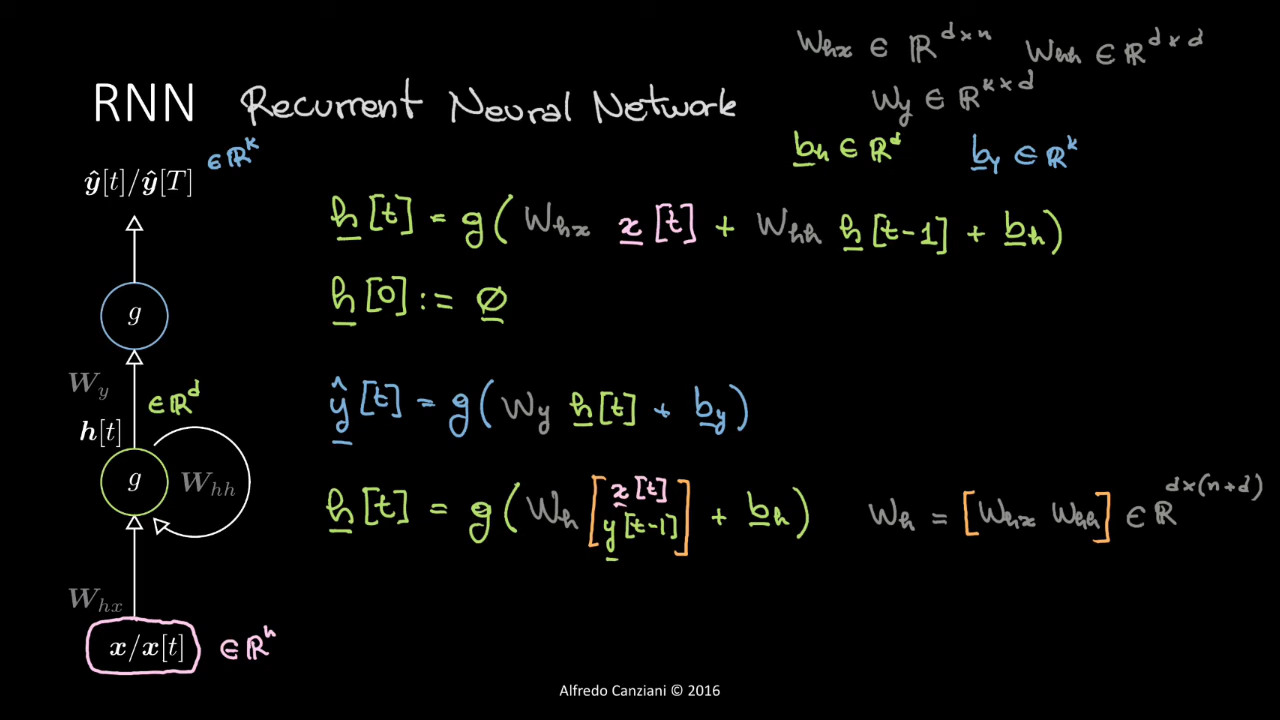 W_hx ∈ ℝ^{d×n} W_hh ∈ ℝ^{d×d}
RNN Recurrent Neural Network
W_y ∈ ℝ^{k×d}
b_h ∈ ℝ^d b_y ∈ ℝ^k
∈ ℝ^k
ŷ[t]/ŷ[T]
h[t] = g(W_hx x[t] + W_hh h[t-1] + b_h)
h[0] := ∅
g
W_y
∈ ℝ^d
h[t]
ŷ[t] = g(W_y h[t] + b_y)
g W_hh
h[t] = g(W_h [x[t] y[t-1]] + b_h) W_h = [W_hx W_hh] ∈ ℝ^{d×(n+d)}
W_hx
x/x[t] ∈ ℝ^n
Alfredo Canziani © 2016